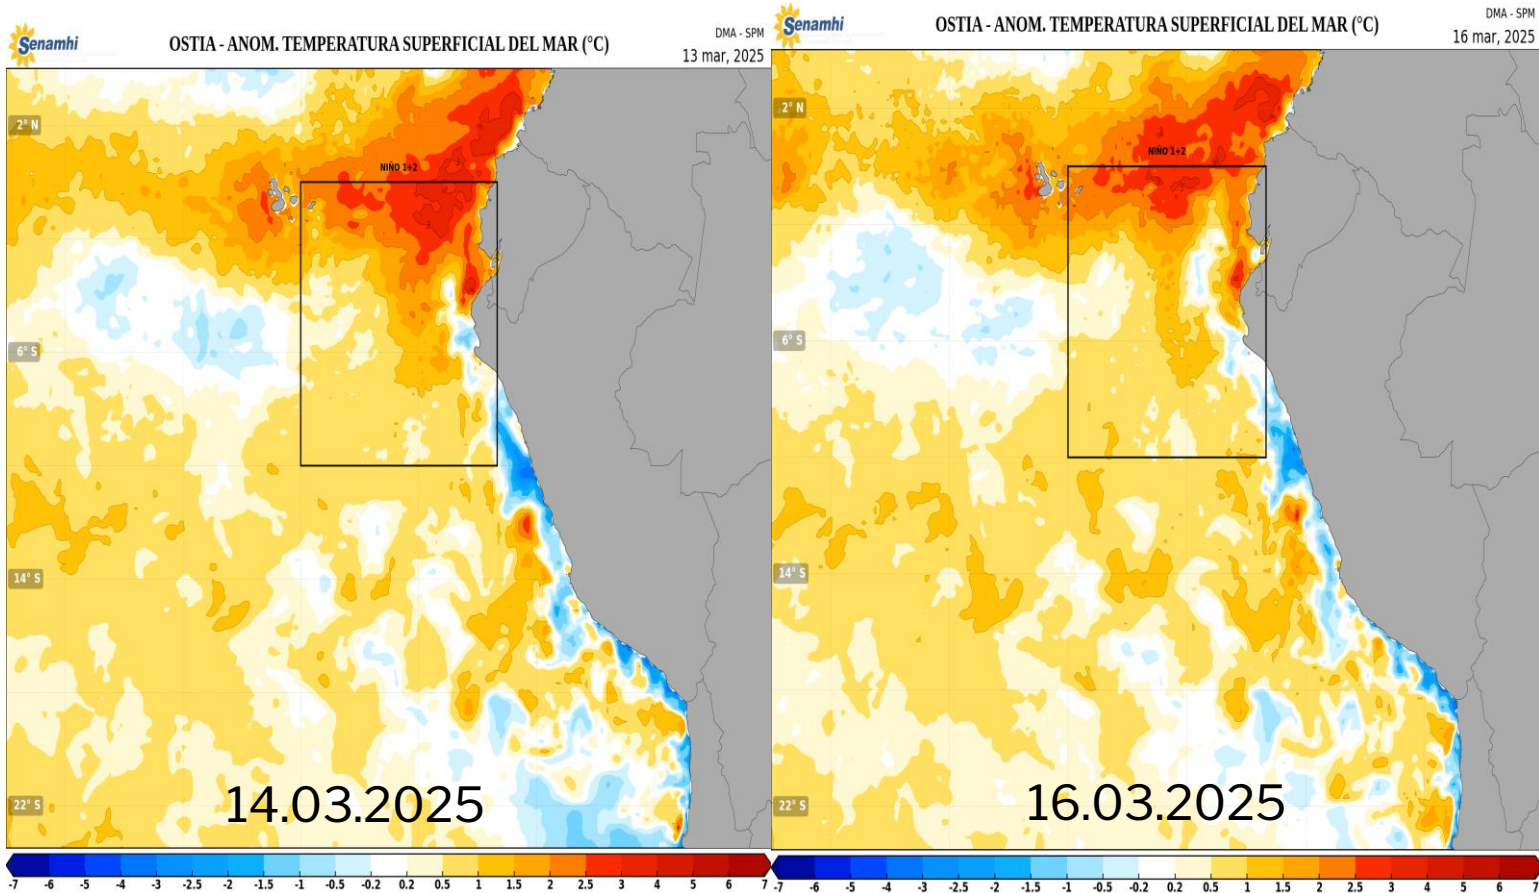 Senamhi
OSTIA - ANOM. TEMPERATURA SUPERFICIAL DEL MAR (°C)
DMA - SPM
13 mar, 2025
2° N
NIÑO 1+2
6° S
14° S
22° S
14.03.2025
-7 -6 -5 -4 -3 -2.5 -2 -1.5 -1 -0.5 -0.2 0.2 0.5 1 1.5 2 2.5 3 4 5 6 7
Senamhi
OSTIA - ANOM. TEMPERATURA SUPERFICIAL DEL MAR (°C)
DMA - SPM
16 mar, 2025
2° N
NIÑO 1+2
6° S
14° S
22° S
16.03.2025
-7 -6 -5 -4 -3 -2.5 -2 -1.5 -1 -0.5 -0.2 0.2 0.5 1 1.5 2 2.5 3 4 5 6